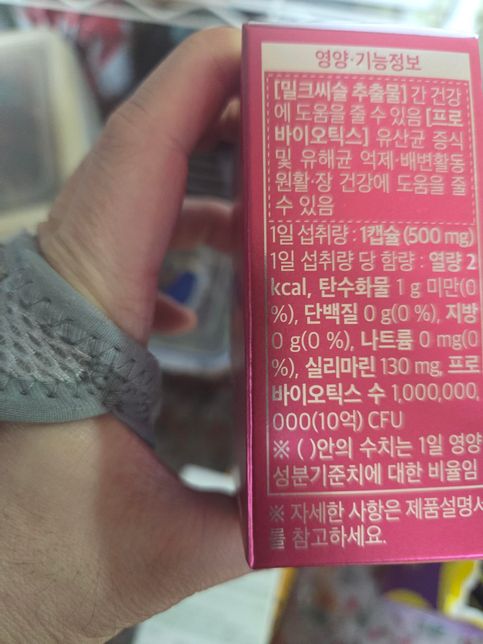 영양·기능정보
[밀크씨슬 추출물] 간 건강
에 도움을 줄 수 있음 [프로
바이오틱스] 유산균 증식
및 유해균 억제·배변활동
원활·장 건강에 도움을 줄
수 있음
1일 섭취량 : 1캡슐 (500 mg)
1일 섭취량 당 함량 : 열량 2
kcal, 탄수화물 1 g 미만(0
%), 단백질 0 g(0 %), 지방
0 g(0 %), 나트륨 0 mg(0
%), 실리마린 130 mg, 프로
바이오틱스 수 1,000,000,
000(10억) CFU
※ ( )안의 수치는 1일 영양
성분기준치에 대한 비율임
※ 자세한 사항은 제품설명서
를 참고하세요.